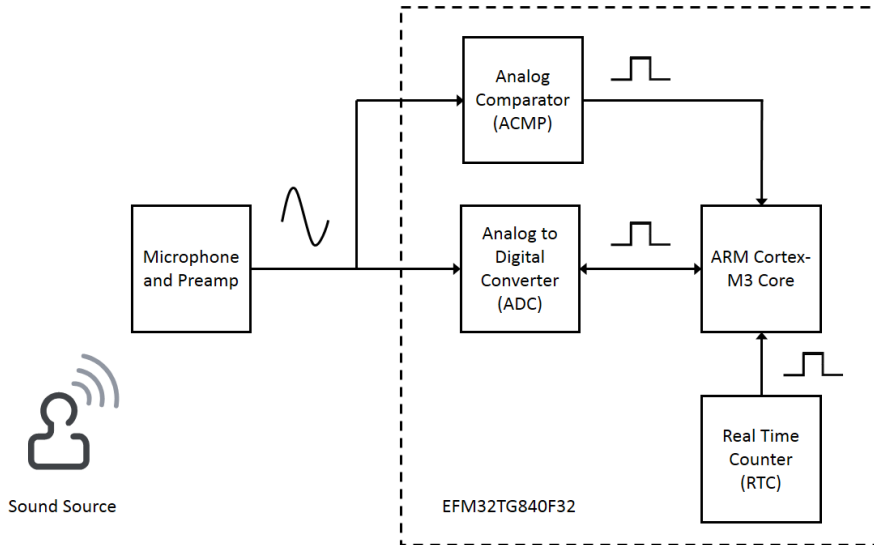 Analog
Comparator
(ACMP)
Microphone
and Preamp
Analog to
Digital
Converter
(ADC)
ARM Cortex-
M3 Core
Real Time
Counter
(RTC)
Sound Source
EFM32TG840F32